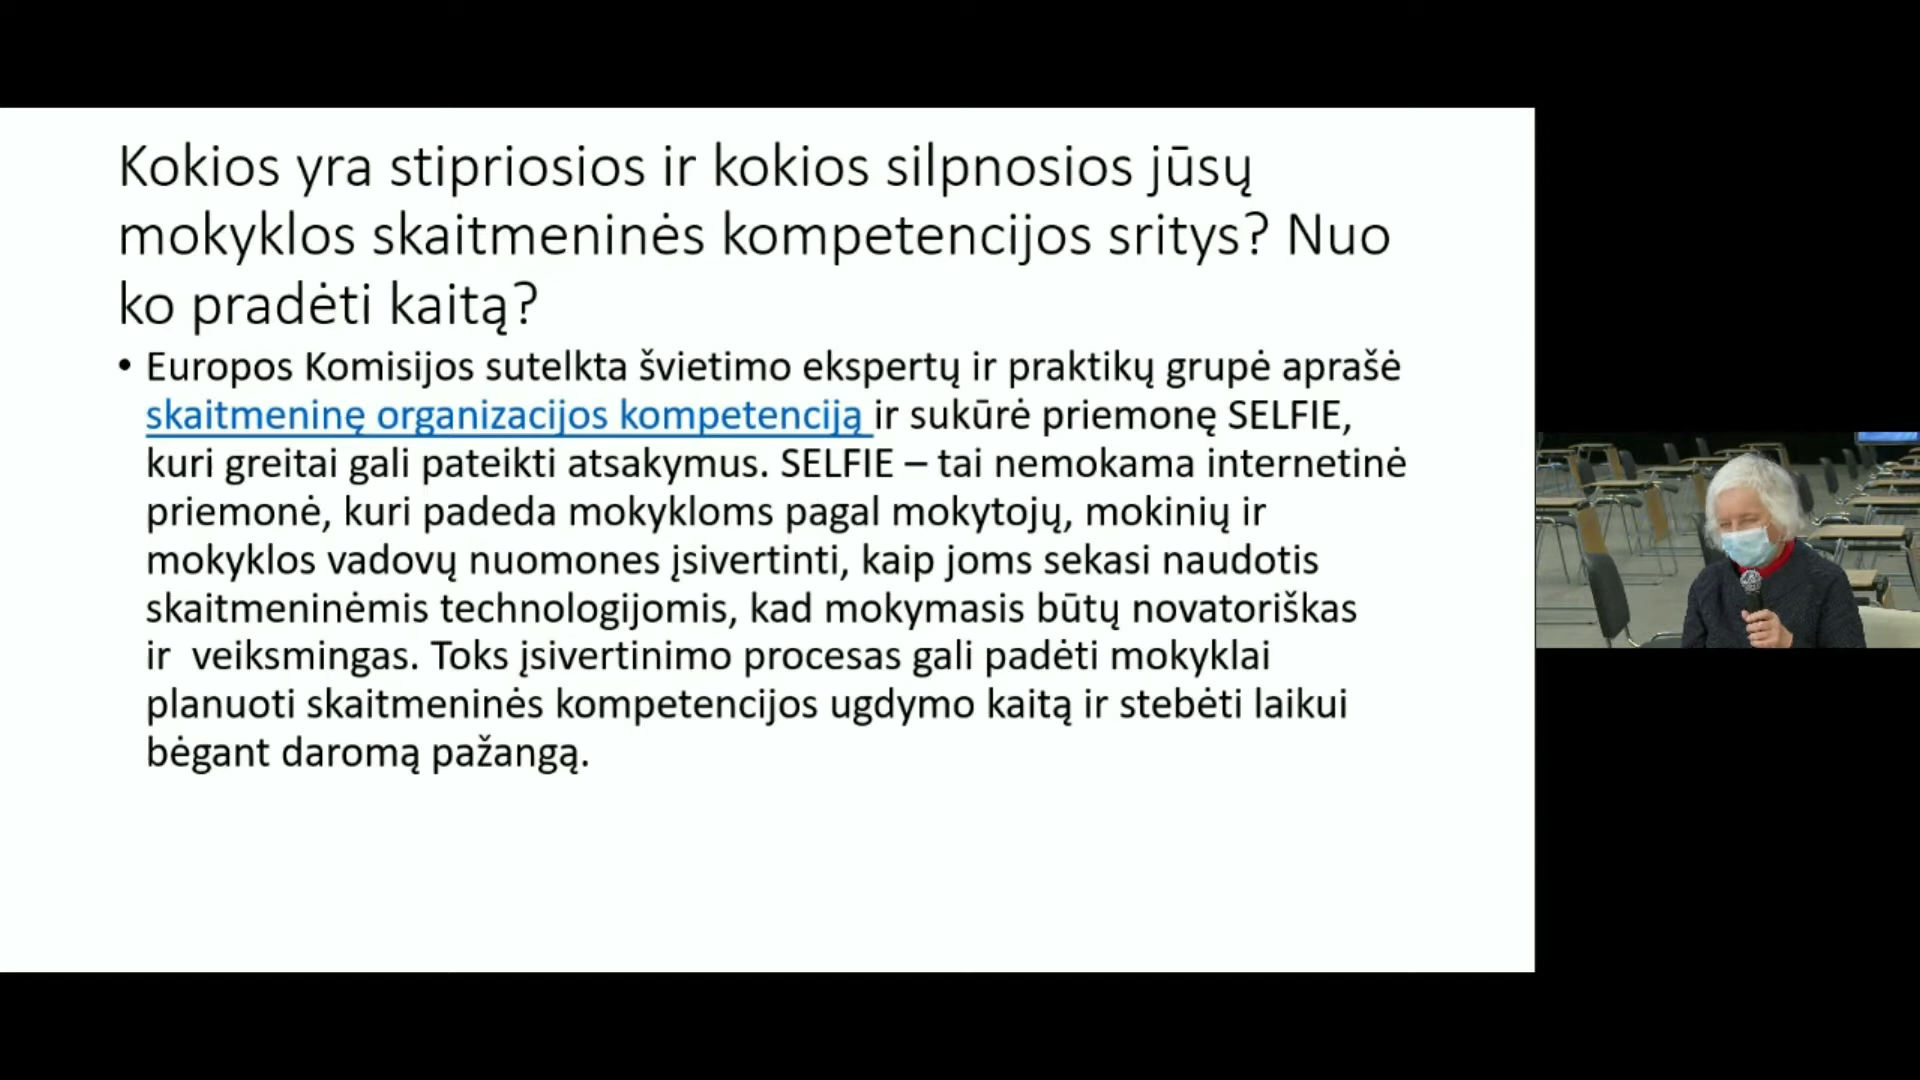 Kokios yra stipriosios ir kokios silpnosios jūsų
mokyklos skaitmeninės kompetencijos sritys? Nuo
ko pradėti kaitą?
• Europos Komisijos sutelkta švietimo ekspertų ir praktikų grupė aprašė
skaitmeninę organizacijos kompetenciją ir sukūrė priemonę SELFIE,
kuri greitai gali pateikti atsakymus. SELFIE – tai nemokama internetinė
priemonė, kuri padeda mokykloms pagal mokytojų, mokinių ir
mokyklos vadovų nuomones įsivertinti, kaip joms sekasi naudotis
skaitmeninėmis technologijomis, kad mokymasis būtų novatoriškas
ir  veiksmingas. Toks įsivertinimo procesas gali padėti mokyklai
planuoti skaitmeninės kompetencijos ugdymo kaitą ir stebėti laikui
bėgant daromą pažangą.